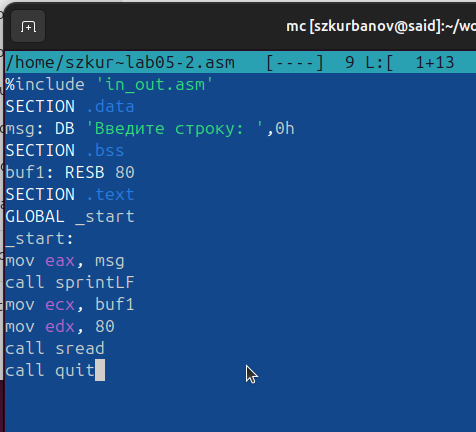 mc [szkurbanov@said]:~/wo
/home/szkur~lab05-2.asm [----] 9 L:[ 1+13
%include 'in_out.asm'
SECTION .data
msg: DB 'Введите строку: ',0h
SECTION .bss
buf1: RESB 80
SECTION .text
GLOBAL _start
_start:
mov eax, msg
call sprintLF
mov ecx, buf1
mov edx, 80
call sread
call quit